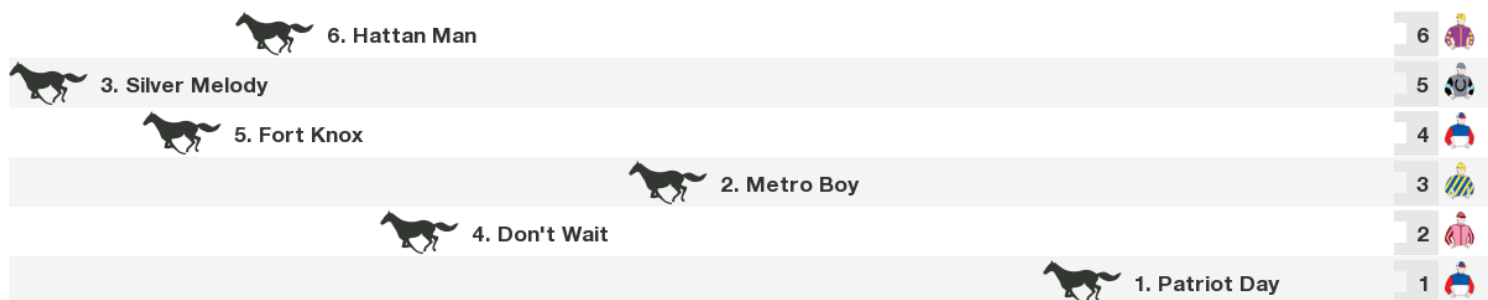 6. Hattan Man 6
3. Silver Melody 5
5. Fort Knox 4
2. Metro Boy 3
4. Don't Wait 2
1. Patriot Day 1